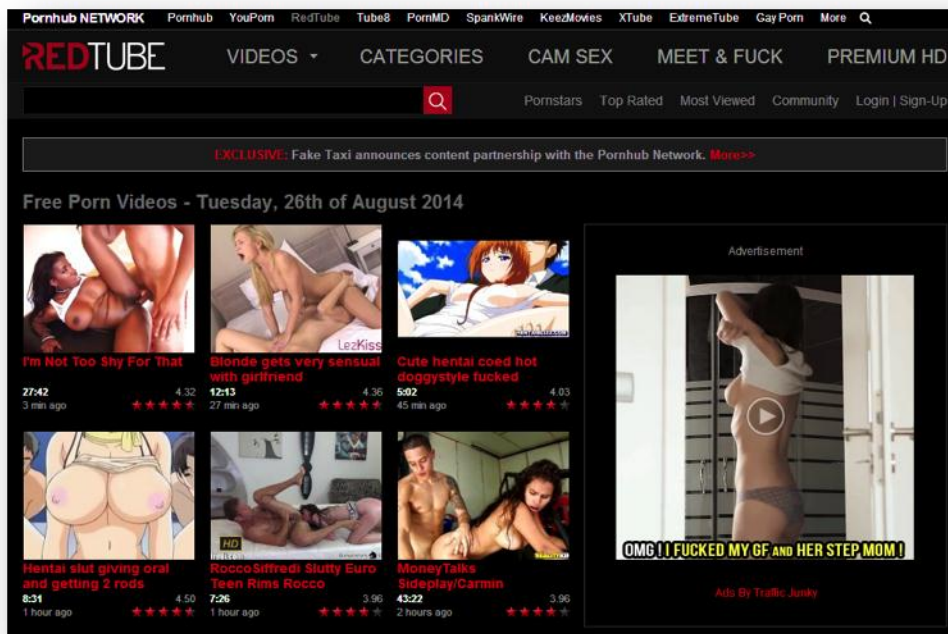 Pornhub NETWORK Pornhub YouPorn RedTube Tube8 PornMD SpankWire KeezMovies XTube ExtremeTube Gay Porn More
REDTUBE VIDEOS CATEGORIES CAM SEX MEET & FUCK PREMIUM HD
Pornstars Top Rated Most Viewed Community Login | Sign-Up
EXCLUSIVE: Fake Taxi announces content partnership with the Pornhub Network. More>>
Free Porn Videos - Tuesday, 26th of August 2014
LezKiss
I'm Not Too Shy For That
27:42 4.32
3 min ago
Blonde gets very sensual
with girlfriend
12:13 4.36
27 min ago
Cute hentai coed hot
doggystyle fucked
5:02 4.03
45 min ago
HD
Hentai slut giving oral
and getting 2 rods
8:31 4.50
1 hour ago
RoccoSiffredi Slutty Euro
Teen Rims Rocco
7:26 3.96
1 hour ago
MoneyTalks
Sideplay/Carmin
43:22 3.96
2 hours ago
Advertisement
OMG ! I FUCKED MY GF AND HER STEP MOM !
Ads By Traffic Junky